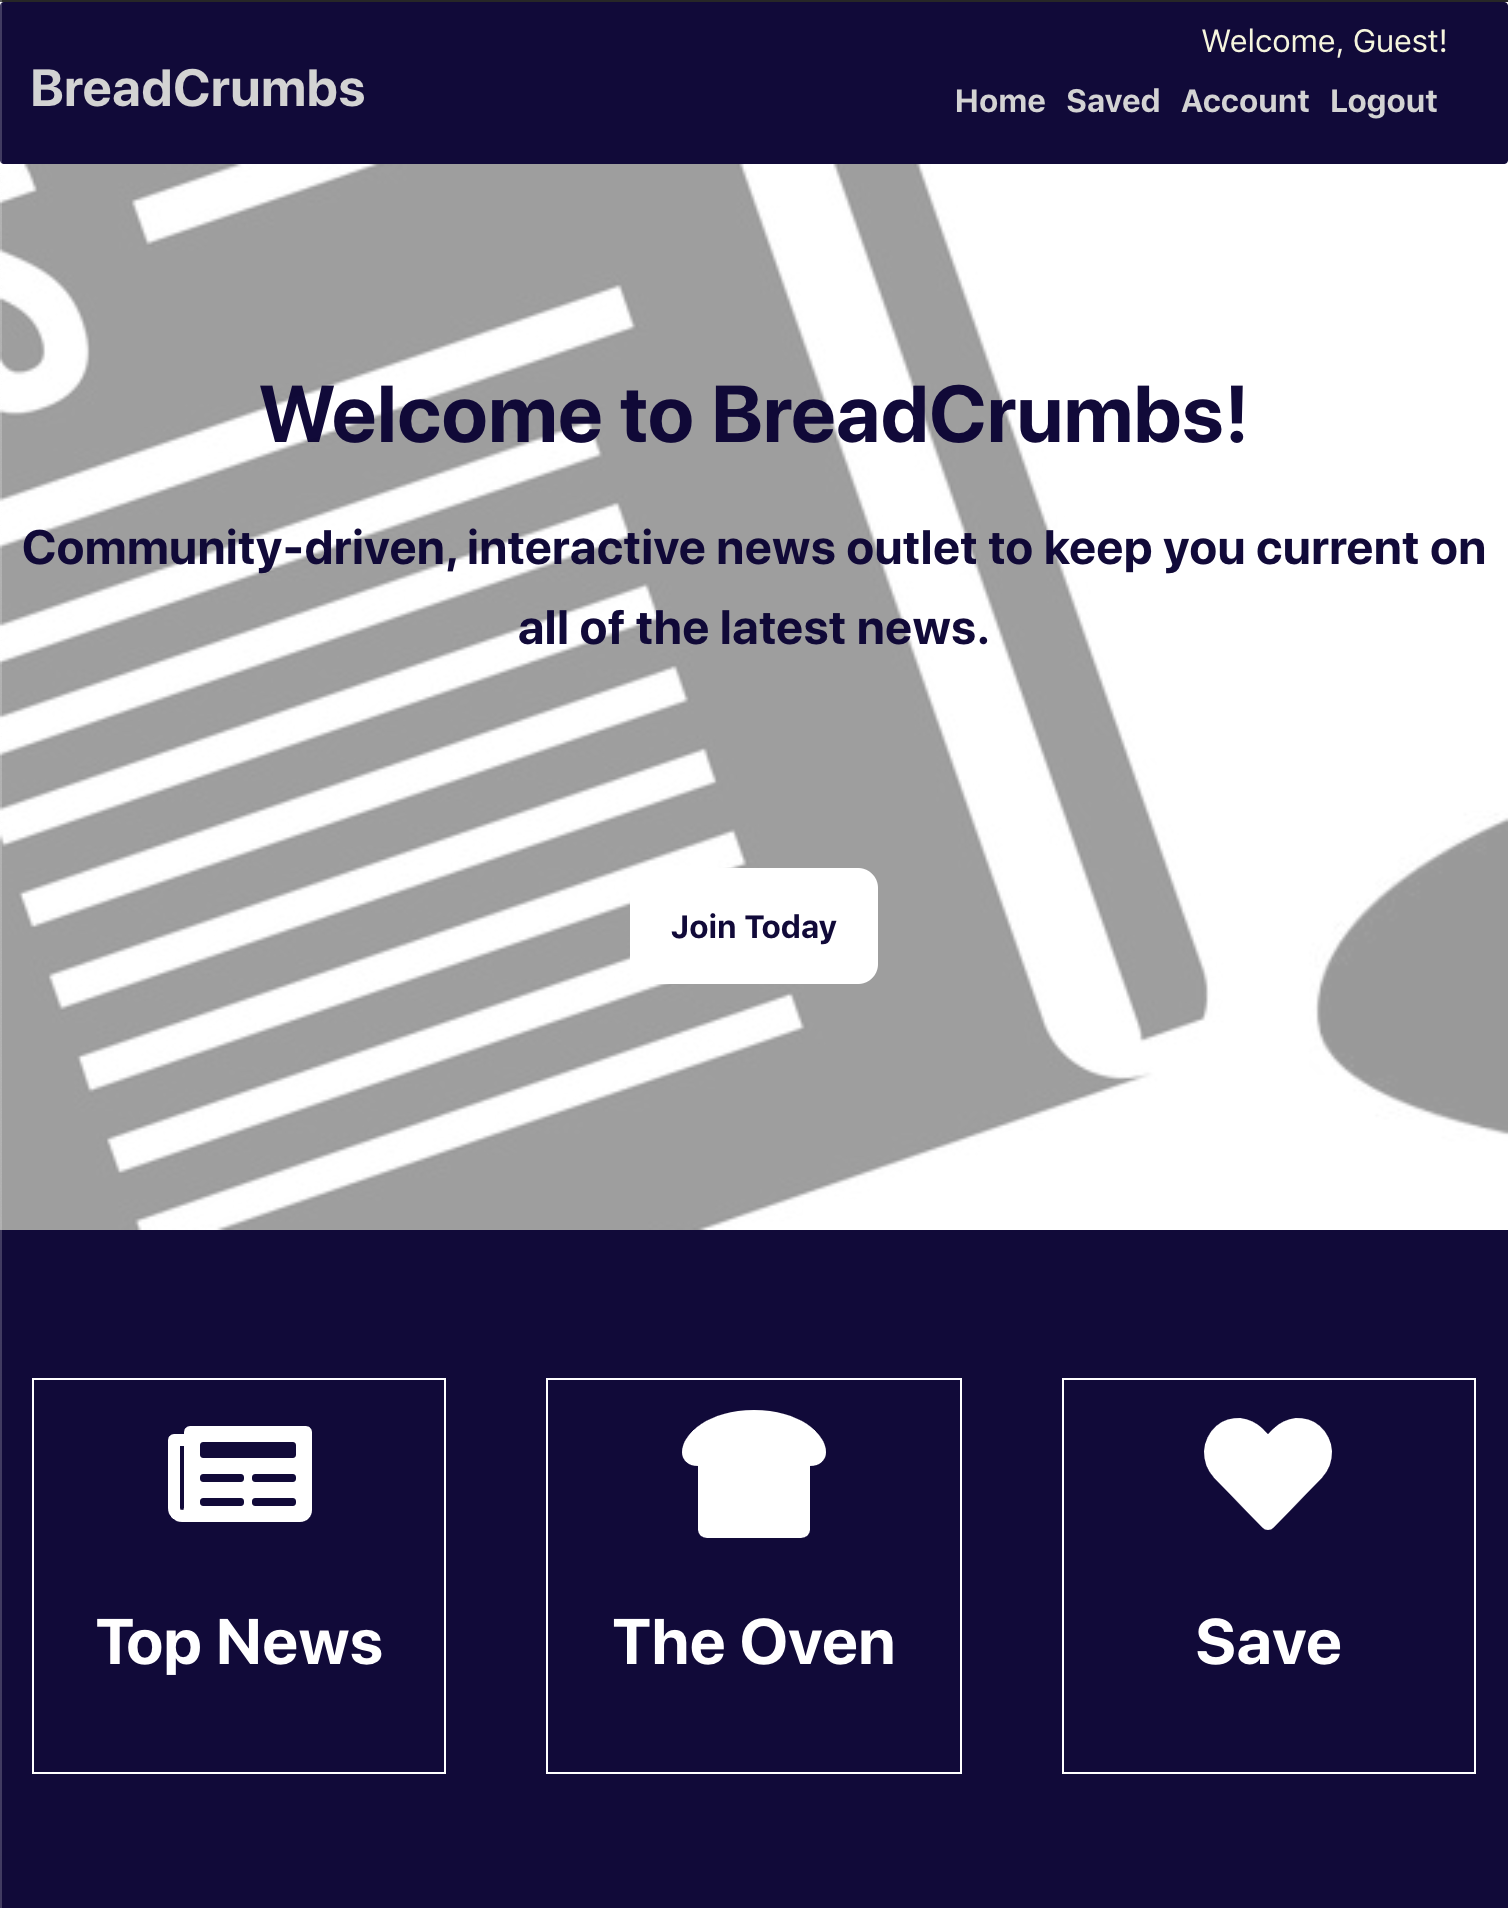 Welcome, Guest!
BreadCrumbs
Home Saved Account Logout
Welcome to BreadCrumbs!
Community-driven, interactive news outlet to keep you current on
all of the latest news.
Join Today
Top News
The Oven
Save